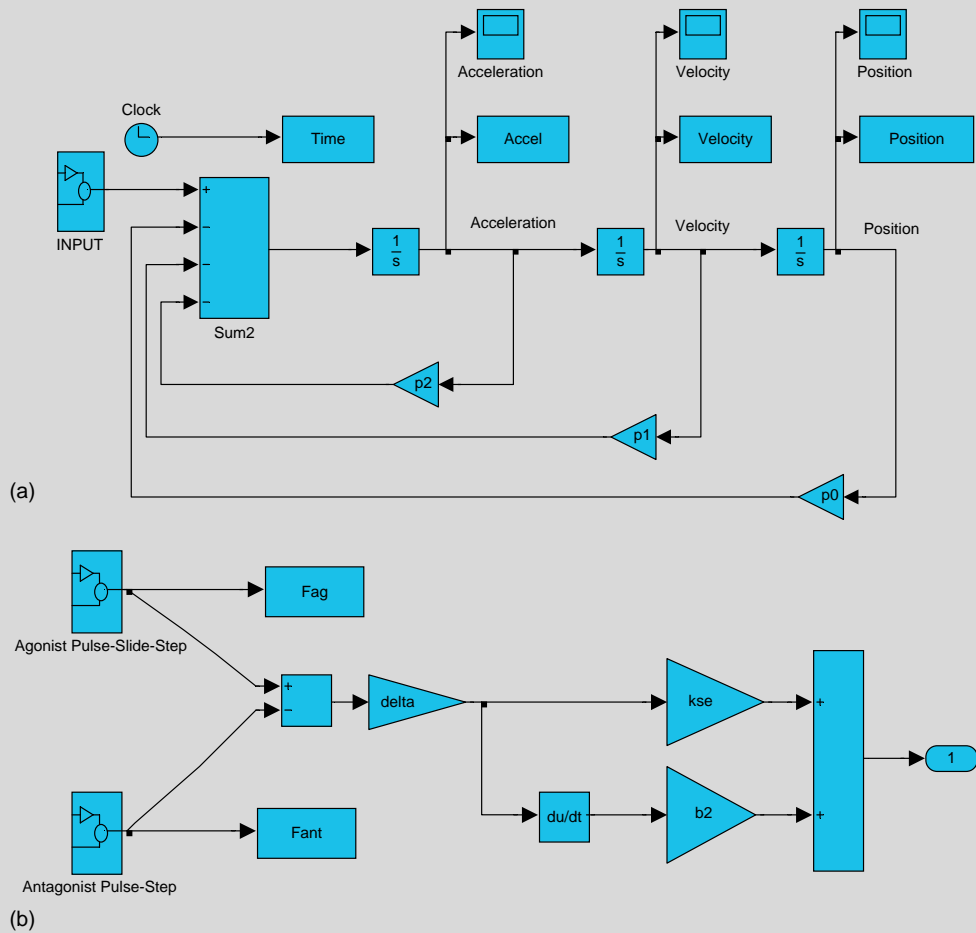 Acceleration
Velocity
Position
Clock
Time
Accel
Velocity
Position
INPUT
+
−
−
−
Sum2
1
s
Acceleration
1
s
Velocity
1
s
Position
p2
p1
p0
(a)
Agonist Pulse-Slide-Step
Fag
+
−
delta
kse
+
1
du/dt
b2
+
Fant
Antagonist Pulse-Step
(b)